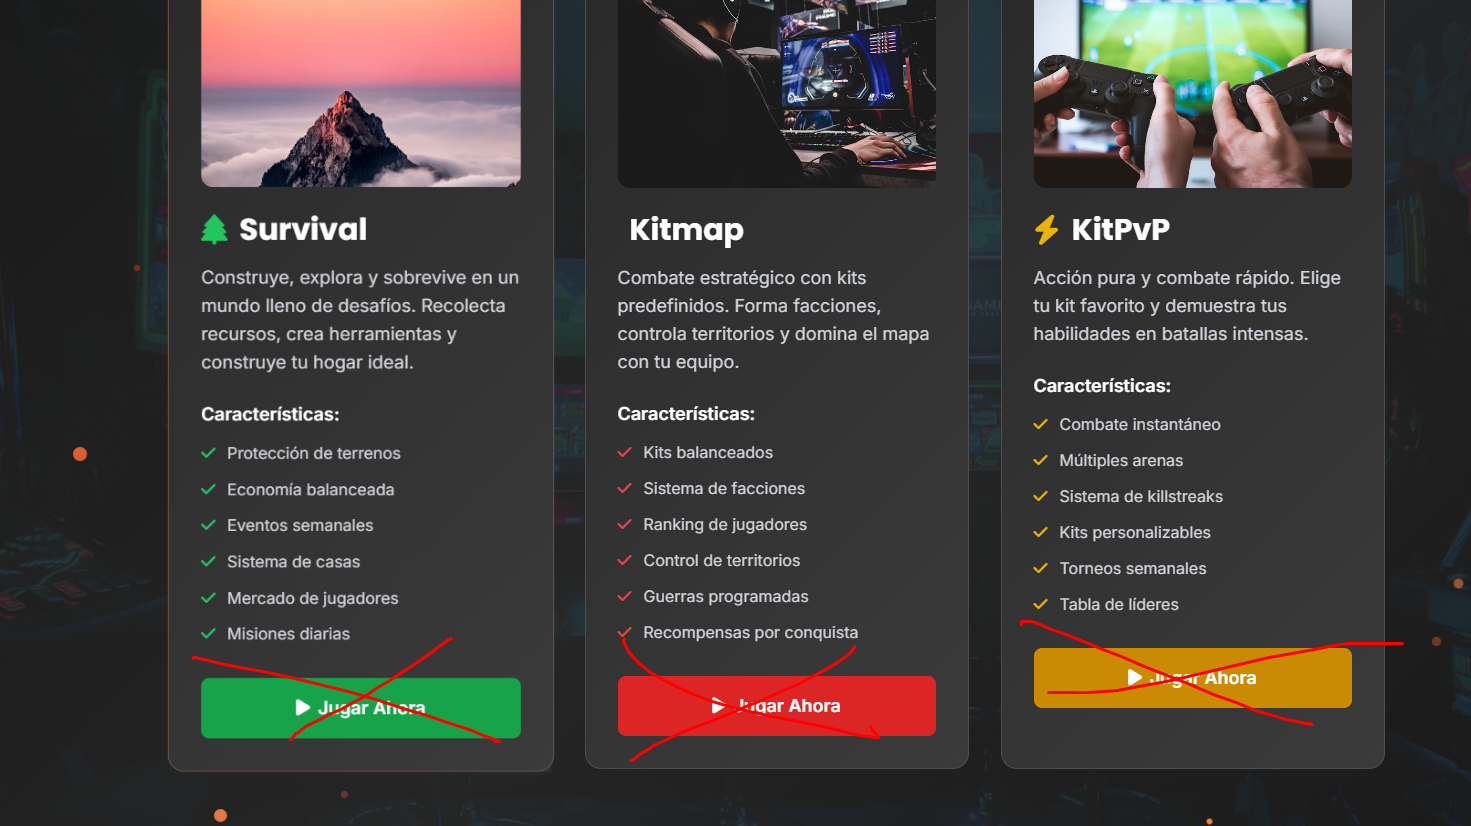 Survival
Construye, explora y sobrevive en un
mundo lleno de desafíos. Recolecta
recursos, crea herramientas y
construye tu hogar ideal.
Características:
Protección de terrenos
Economía balanceada
Eventos semanales
Sistema de casas
Mercado de jugadores
Misiones diarias
Jugar Ahora
Kitmap
Combate estratégico con kits
predefinidos. Forma facciones,
controla territorios y domina el mapa
con tu equipo.
Características:
Kits balanceados
Sistema de facciones
Ranking de jugadores
Control de territorios
Guerras programadas
Recompensas por conquista
Jugar Ahora
KitPvP
Acción pura y combate rápido. Elige
tu kit favorito y demuestra tus
habilidades en batallas intensas.
Características:
Combate instantáneo
Múltiples arenas
Sistema de killstreaks
Kits personalizables
Torneos semanales
Tabla de líderes
Jugar Ahora